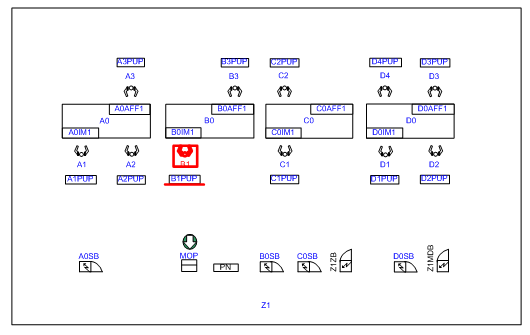 A3PUP B3PUP C2PUP D4PUP D3PUP
A3 B3 C2 D4 D3
A0AFF1 B0AFF1 C0AFF1 D0AFF1
A0 B0 C0 D0
A0IM1 B0IM1 C0IM1 D0IM1
A1 A2 B1 C1 D1 D2
A1PUP A2PUP B1PUP C1PUP D1PUP D2PUP
A0SB MOP B0SB C0SB Z1ZB D0SB Z1MDB
PN
Z1